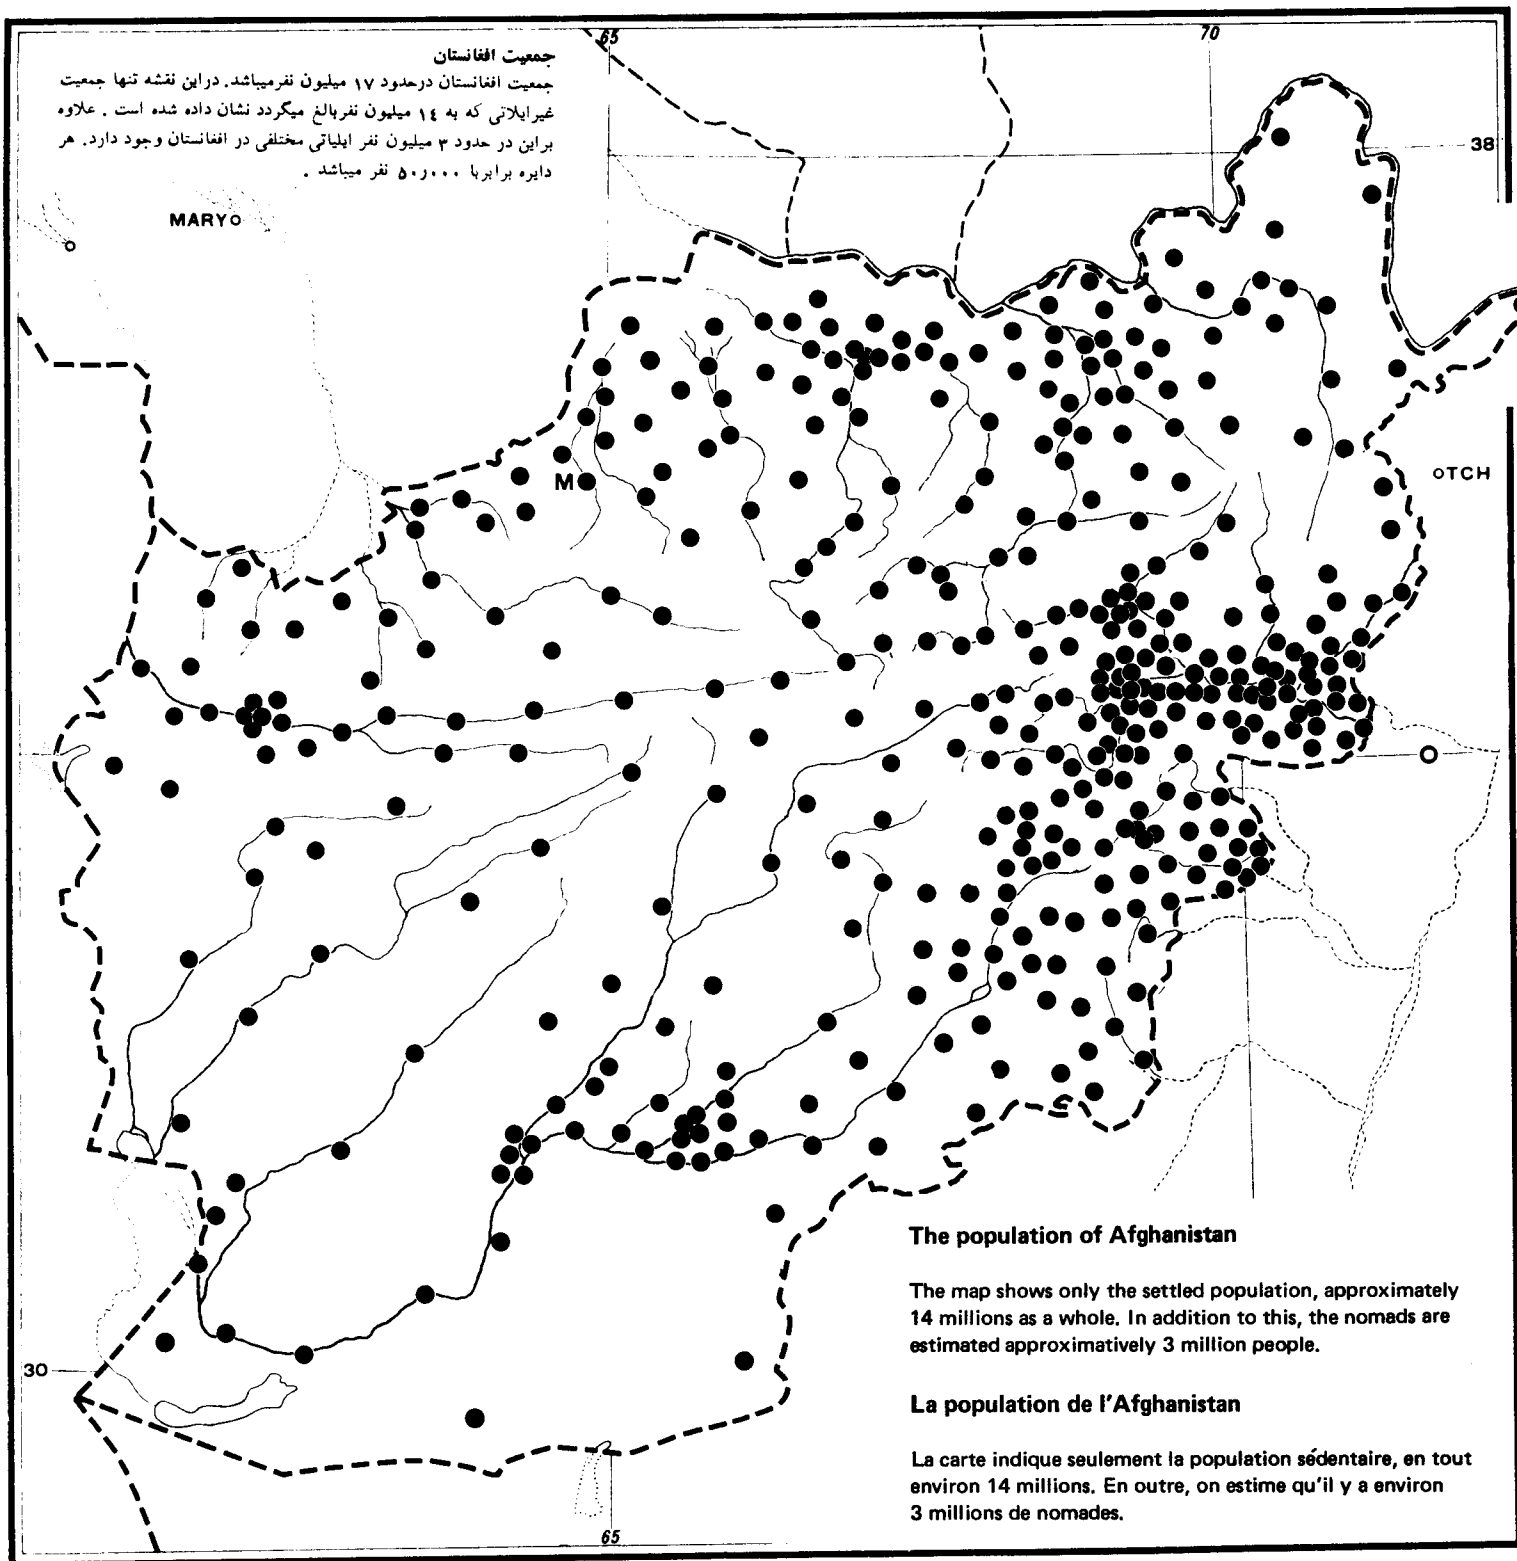 جمعیت افغانستان
جمعیت افغانستان درحدود ۱۷ میلیون نفرمیباشد. دراین نقشه تنها جمعیت
غیرایلاتی که به ۱٤ میلیون نفربالغ میگردد نشان داده شده است . علاوه
براین در حدود ۳ میلیون نفر ایلیاتی مختلفی در افغانستان وجود دارد. هر
دایره برابربا ۵۰٫۰۰۰ نفر میباشد .
65
70
38
MARY
M
TCH
30
The population of Afghanistan
The map shows only the settled population, approximately
14 millions as a whole. In addition to this, the nomads are
estimated approximatively 3 million people.
La population de l'Afghanistan
La carte indique seulement la population sédentaire, en tout
environ 14 millions. En outre, on estime qu'il y a environ
3 millions de nomades.
65